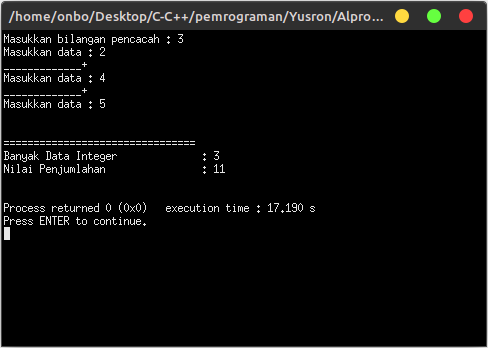 /home/onbo/Desktop/C-C++/pemrograman/Yusron/Alpro...
Masukkan bilangan pencacah : 3
Masukkan data : 2
_____________+
Masukkan data : 4
_____________+
Masukkan data : 5
================================
Banyak Data Integer : 3
Nilai Penjumlahan : 11
Process returned 0 (0x0) execution time : 17.190 s
Press ENTER to continue.